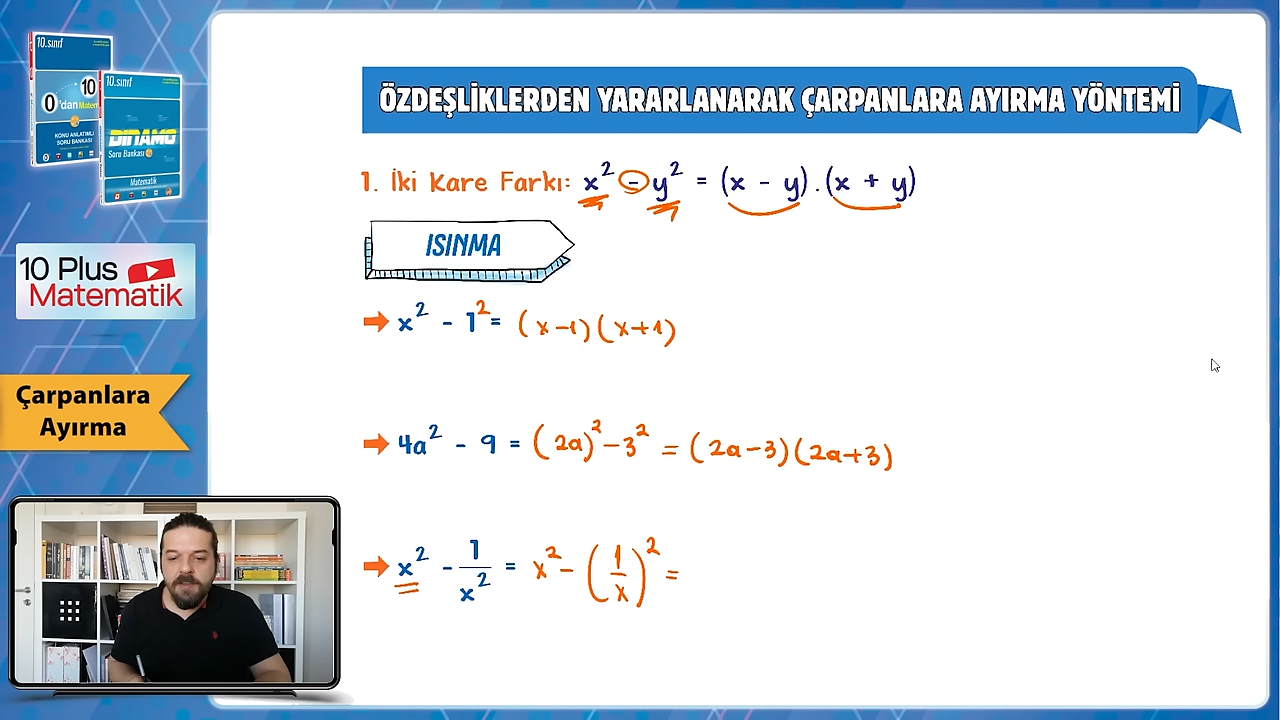 10.sınıf
0'dan 10
KONU ANLATIMLI
SORU BANKASI
10.sınıf
DİNAMO
Soru Bankası
Matematik
10 Plus
Matematik
Çarpanlara
Ayırma
ÖZDEŞLİKLERDEN YARARLANARAK ÇARPANLARA AYIRMA YÖNTEMİ
1. İki Kare Farkı: x² - y² = (x - y).(x + y)
ISINMA
x² - 1² = (x-1)(x+1)
4a² - 9 = (2a)² - 3² = (2a-3)(2a+3)
x² - 1/x² = x² - (1/x)² =